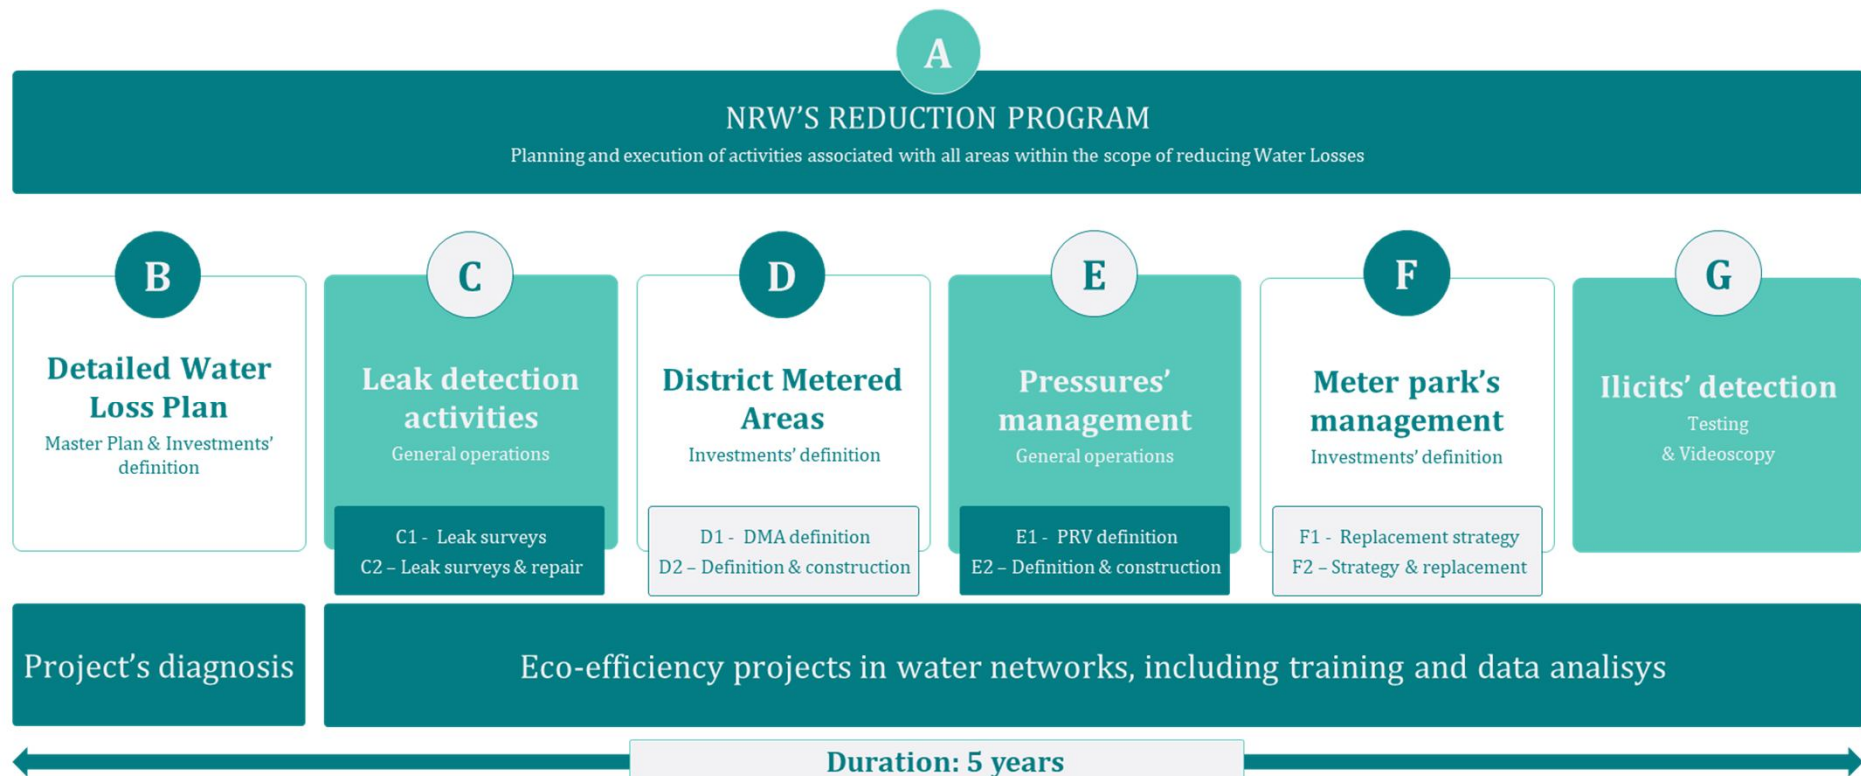 A
NRW'S REDUCTION PROGRAM
Planning and execution of activities associated with all areas within the scope of reducing Water Losses
B
Detailed Water
Loss Plan
Master Plan & Investments'
definition
C
Leak detection
activities
General operations
C1 - Leak surveys
C2 – Leak surveys & repair
D
District Metered
Areas
Investments' definition
D1 - DMA definition
D2 – Definition & construction
E
Pressures'
management
General operations
E1 - PRV definition
E2 – Definition & construction
F
Meter park's
management
Investments' definition
F1 - Replacement strategy
F2 – Strategy & replacement
G
Ilicits' detection
Testing
& Videoscopy
Project's diagnosis
Eco-efficiency projects in water networks, including training and data analisys
Duration: 5 years